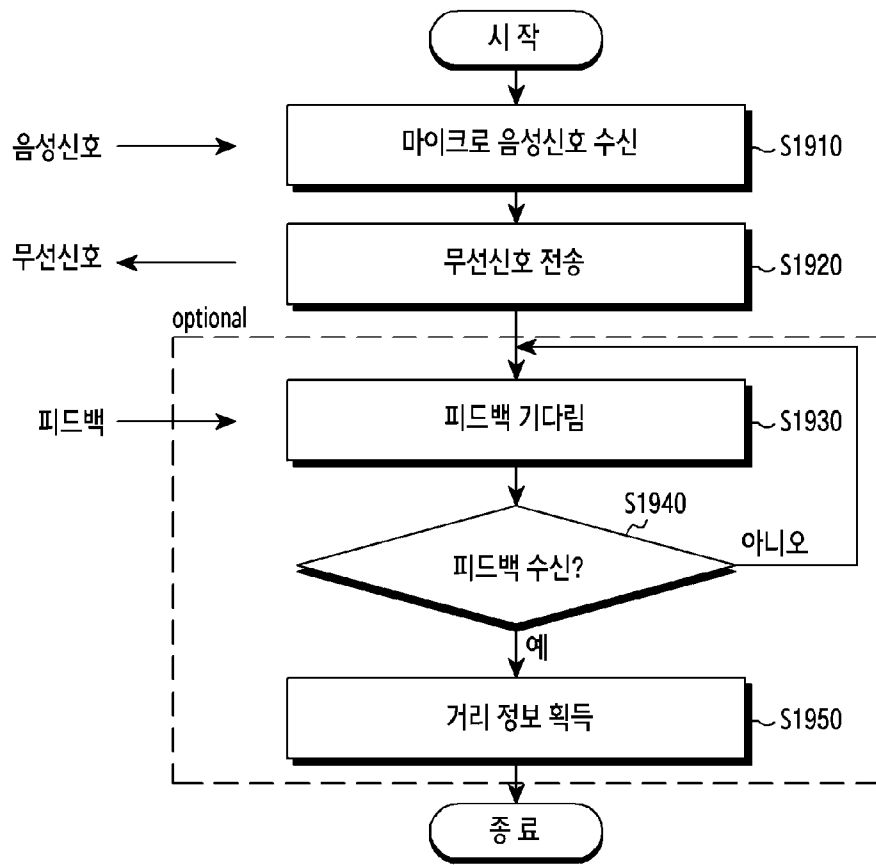 시 작
음성신호
마이크로 음성신호 수신
S1910
무선신호
무선신호 전송
S1920
optional
피드백
피드백 기다림
S1930
S1940
피드백 수신?
아니오
예
거리 정보 획득
S1950
종 료